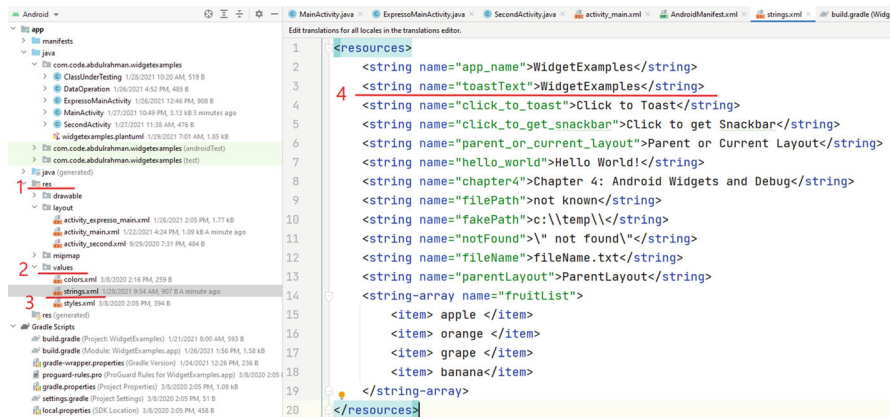 Android
MainActivity.java
ExpressoMainActivity.java
SecondActivity.java
activity_main.xml
AndroidManifest.xml
strings.xml
build.gradle (Widg
Edit translations for all locales in the translations editor.
app
manifests
java
com.code.abdulrahman.widgetexamples
ClassUnderTesting 1/28/2021 10:20 AM, 519 B
DataOperation 1/26/2021 4:52 PM, 485 B
ExpressoMainActivity 1/26/2021 12:46 PM, 908 B
MainActivity 1/27/2021 10:49 PM, 3.13 kB 3 minutes ago
SecondActivity 1/27/2021 11:38 AM, 476 B
widgetexamples.plantuml 1/29/2021 7:01 AM, 1.85 kB
com.code.abdulrahman.widgetexamples (androidTest)
com.code.abdulrahman.widgetexamples (test)
java (generated)
1 res
drawable
layout
activity_expresso_main.xml 1/26/2021 2:05 PM, 1.77 kB
activity_main.xml 1/22/2021 4:24 PM, 1.09 kB A minute ago
activity_second.xml 9/29/2020 7:31 PM, 484 B
mipmap
2 values
colors.xml 3/8/2020 2:16 PM, 259 B
strings.xml 1/28/2021 9:54 AM, 907 B A minute ago
3 styles.xml 3/8/2020 2:05 PM, 394 B
res (generated)
Gradle Scripts
build.gradle (Project: WidgetExamples) 1/21/2021 8:00 AM, 593 B
build.gradle (Module: WidgetExamples.app) 1/26/2021 1:56 PM, 1.58 kB
gradle-wrapper.properties (Gradle Version) 1/24/2021 12:26 PM, 236 B
proguard-rules.pro (ProGuard Rules for WidgetExamples.app) 3/8/2020 2:05
gradle.properties (Project Properties) 3/8/2020 2:05 PM, 1.09 kB
settings.gradle (Project Settings) 3/8/2020 2:05 PM, 51 B
local.properties (SDK Location) 3/8/2020 2:05 PM, 458 B
1 <resources>
2 <string name="app_name">WidgetExamples</string>
4 3 <string name="toastText">WidgetExamples</string>
4 <string name="click_to_toast">Click to Toast</string>
5 <string name="click_to_get_snackbar">Click to get Snackbar</string>
6 <string name="parent_or_current_layout">Parent or Current Layout</string>
7 <string name="hello_world">Hello World!</string>
8 <string name="chapter4">Chapter 4: Android Widgets and Debug</string>
9 <string name="filePath">not known</string>
10 <string name="fakePath">c:\\temp\\</string>
11 <string name="notFound">\" not found\"</string>
12 <string name="fileName">fileName.txt</string>
13 <string name="parentLayout">ParentLayout</string>
14 <string-array name="fruitList">
15 <item> apple </item>
16 <item> orange </item>
17 <item> grape </item>
18 <item> banana</item>
19 </string-array>
20 </resources>